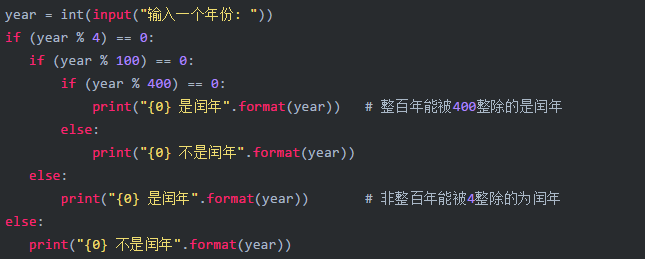 year = int(input("输入一个年份: "))
if (year % 4) == 0:
   if (year % 100) == 0:
       if (year % 400) == 0:
           print("{0} 是闰年".format(year))   # 整百年能被400整除的是闰年
       else:
           print("{0} 不是闰年".format(year))
   else:
       print("{0} 是闰年".format(year))       # 非整百年能被4整除的为闰年
else:
   print("{0} 不是闰年".format(year))